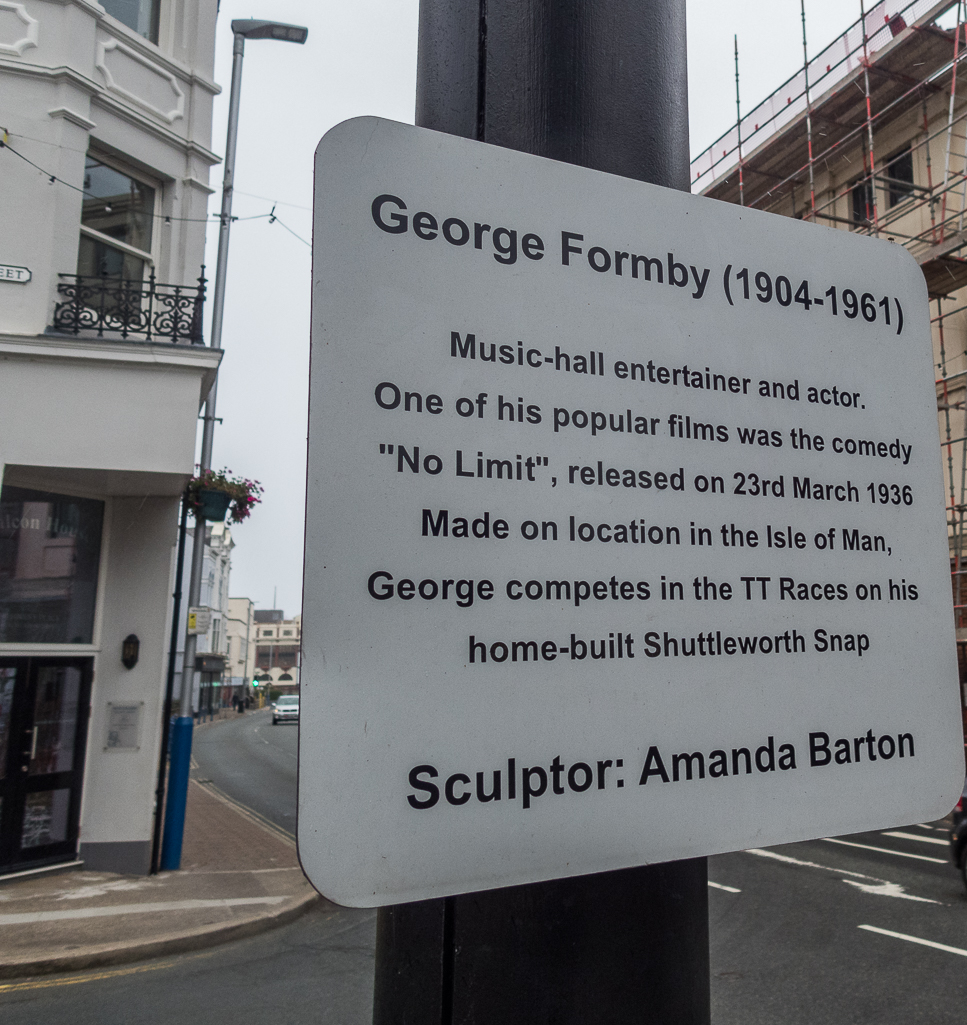 George Formby (1904-1961)
Music-hall entertainer and actor.
One of his popular films was the comedy
"No Limit", released on 23rd March 1936
Made on location in the Isle of Man,
George competes in the TT Races on his
home-built Shuttleworth Snap
Sculptor: Amanda Barton